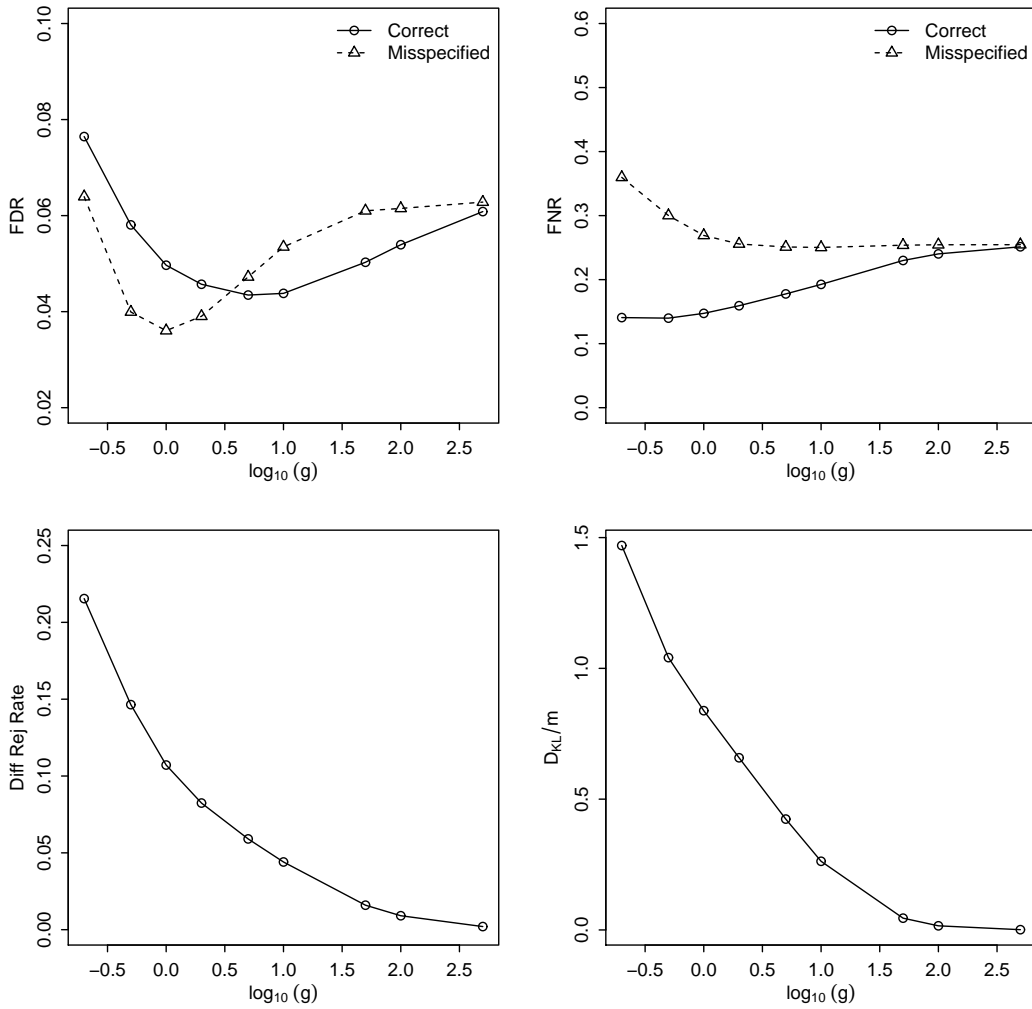 0.10
0.08
0.06
0.04
0.02
FDR
Correct
Misspecified
−0.5 0.0 0.5 1.0 1.5 2.0 2.5
log₁₀ (g)
0.6
0.5
0.4
0.3
0.2
0.1
0.0
FNR
Correct
Misspecified
−0.5 0.0 0.5 1.0 1.5 2.0 2.5
log₁₀ (g)
0.25
0.20
0.15
0.10
0.05
0.00
Diff Rej Rate
−0.5 0.0 0.5 1.0 1.5 2.0 2.5
log₁₀ (g)
1.5
1.0
0.5
0.0
D_KL/m
−0.5 0.0 0.5 1.0 1.5 2.0 2.5
log₁₀ (g)